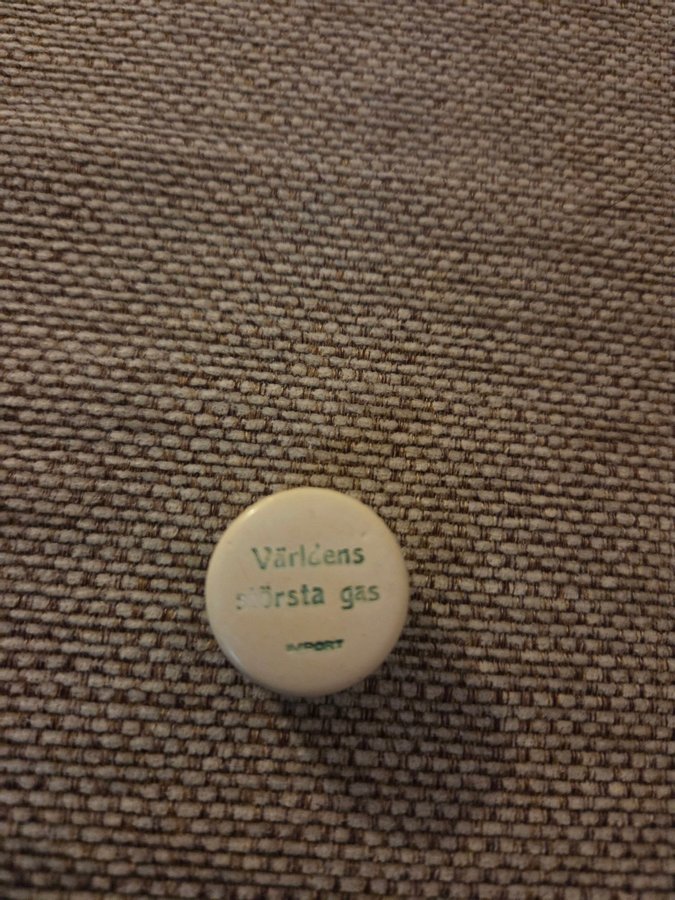 Världens
största gas
IMPORT